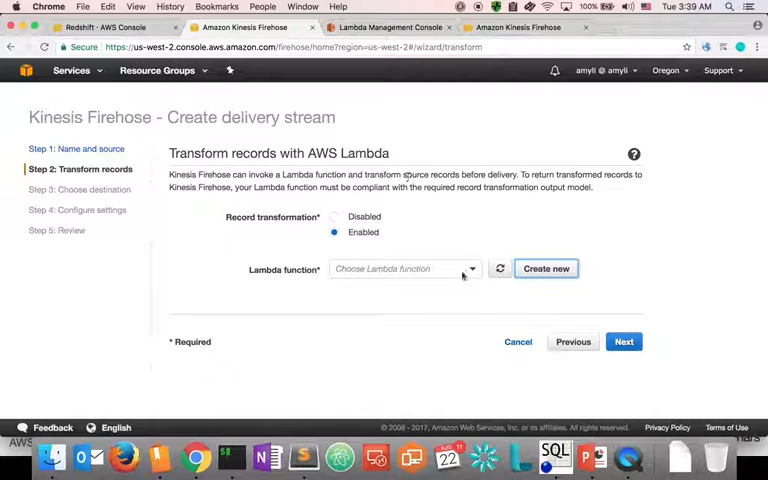 Chrome File Edit View History Bookmarks People Window Help 100% Tue 3:39 AM
Redshift · AWS Console Amazon Kinesis Firehose Lambda Management Console Amazon Kinesis Firehose
https://us-west-2.console.aws.amazon.com/firehose/home?region=us-west-2#/wizard/transform
Services Resource Groups amyli @ amyli Oregon Support
Kinesis Firehose - Create delivery stream
Step 1: Name and source
Step 2: Transform records
Step 3: Choose destination
Step 4: Configure settings
Step 5: Review
Transform records with AWS Lambda
Kinesis Firehose can invoke a Lambda function and transform source records before delivery. To return transformed records to
Kinesis Firehose, your Lambda function must be compliant with the required record transformation output model.
Record transformation* Disabled
Enabled
Lambda function* Choose Lambda function Create new
* Required Cancel Previous Next
Feedback English © 2008 - 2017, Amazon Web Services, Inc. or its affiliates. All rights reserved. Privacy Policy Terms of Use
AWS
AUG
22
11
SQL